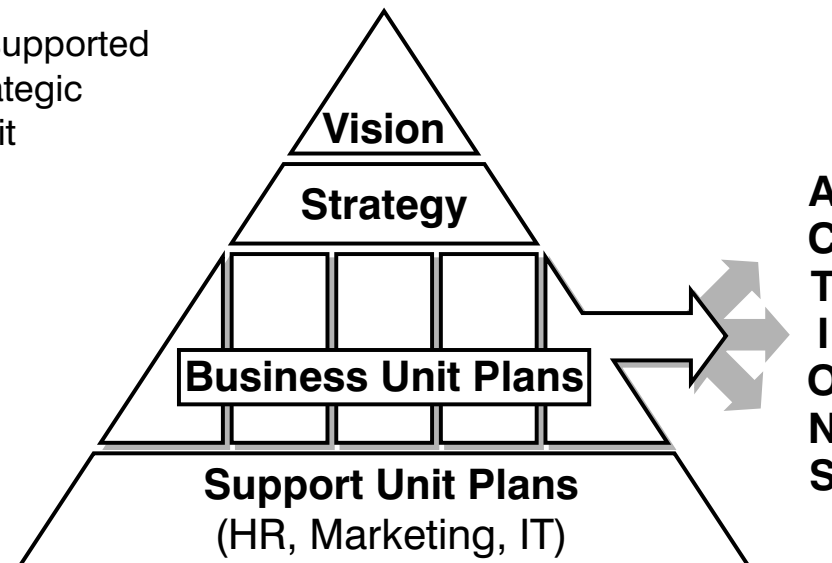 upported
ategic
it
Vision
Strategy
Business Unit Plans
Support Unit Plans
(HR, Marketing, IT)
A
C
T
I
O
N
S